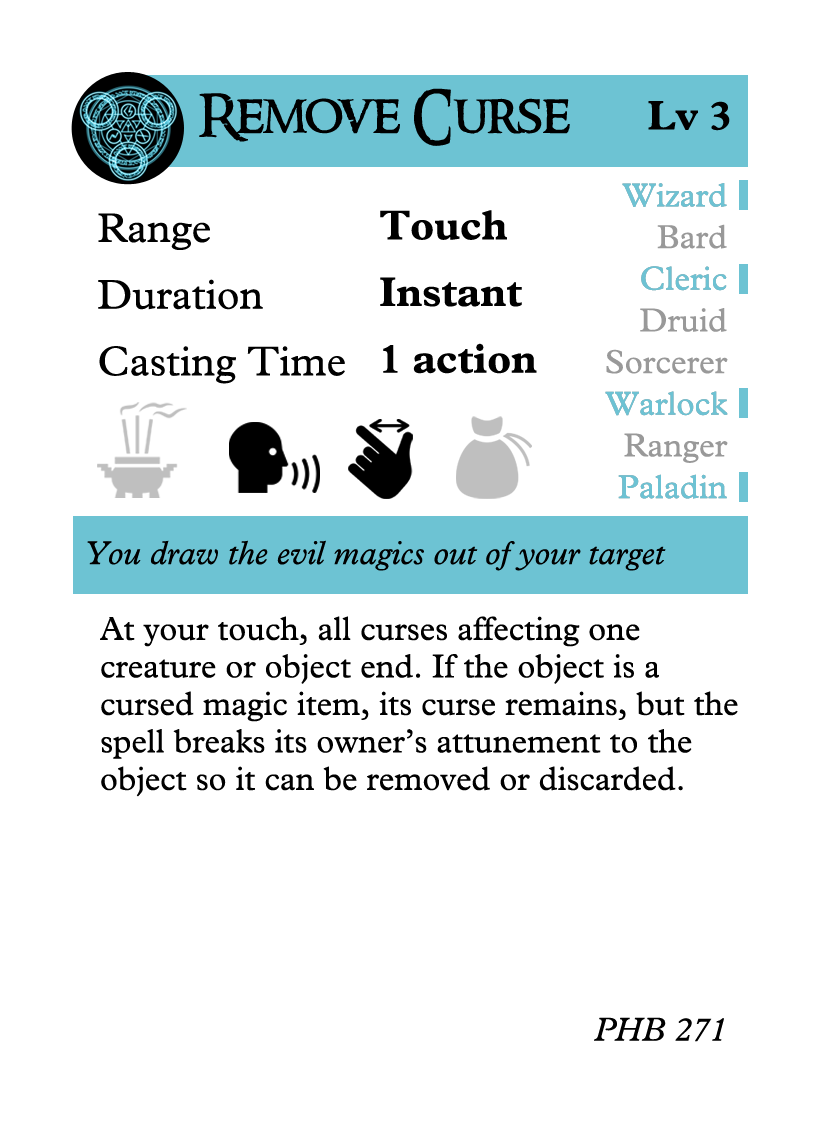 Remove Curse
Lv 3
Range Touch
Duration Instant
Casting Time 1 action
Wizard
Bard
Cleric
Druid
Sorcerer
Warlock
Ranger
Paladin
You draw the evil magics out of your target
At your touch, all curses affecting one
creature or object end. If the object is a
cursed magic item, its curse remains, but the
spell breaks its owner’s attunement to the
object so it can be removed or discarded.
PHB 271